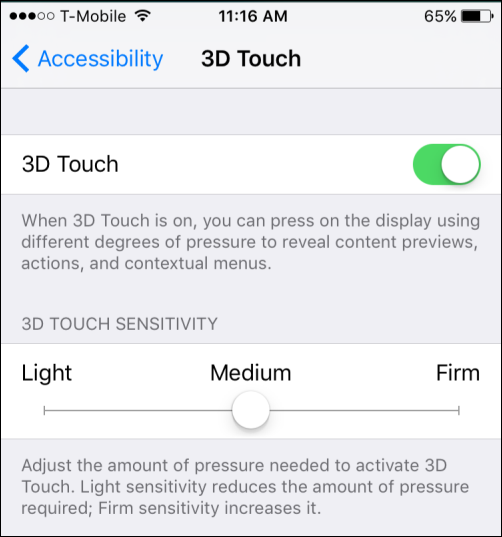 T-Mobile 11:16 AM 65%
Accessibility 3D Touch
3D Touch
When 3D Touch is on, you can press on the display using
different degrees of pressure to reveal content previews,
actions, and contextual menus.
3D TOUCH SENSITIVITY
Light Medium Firm
Adjust the amount of pressure needed to activate 3D
Touch. Light sensitivity reduces the amount of pressure
required; Firm sensitivity increases it.